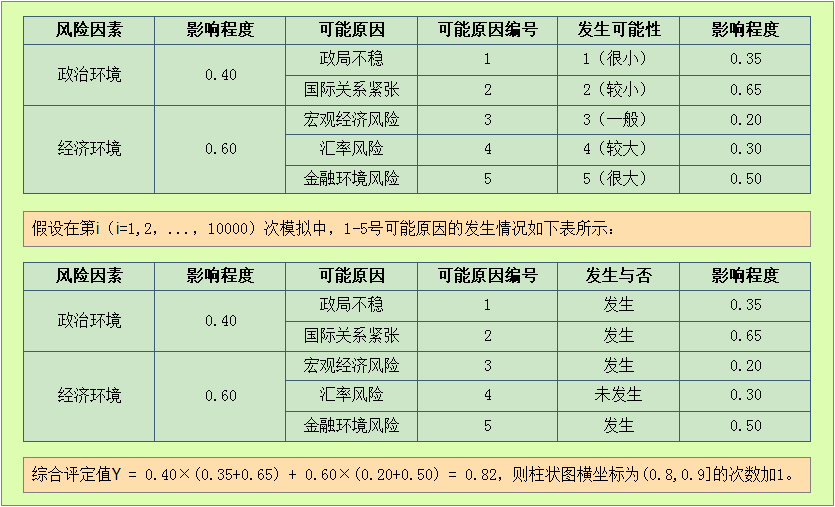 风险因素 影响程度 可能原因 可能原因编号 发生可能性 影响程度
政治环境 0.40 政局不稳 1 1（很小） 0.35
国际关系紧张 2 2（较小） 0.65
经济环境 0.60 宏观经济风险 3 3（一般） 0.20
汇率风险 4 4（较大） 0.30
金融环境风险 5 5（很大） 0.50
假设在第i（i=1,2，...，10000）次模拟中，1-5号可能原因的发生情况如下表所示：
风险因素 影响程度 可能原因 可能原因编号 发生与否 影响程度
政治环境 0.40 政局不稳 1 发生 0.35
国际关系紧张 2 发生 0.65
经济环境 0.60 宏观经济风险 3 发生 0.20
汇率风险 4 未发生 0.30
金融环境风险 5 发生 0.50
综合评定值Y = 0.40×(0.35+0.65) + 0.60×(0.20+0.50) = 0.82，则柱状图横坐标为(0.8,0.9]的次数加1。